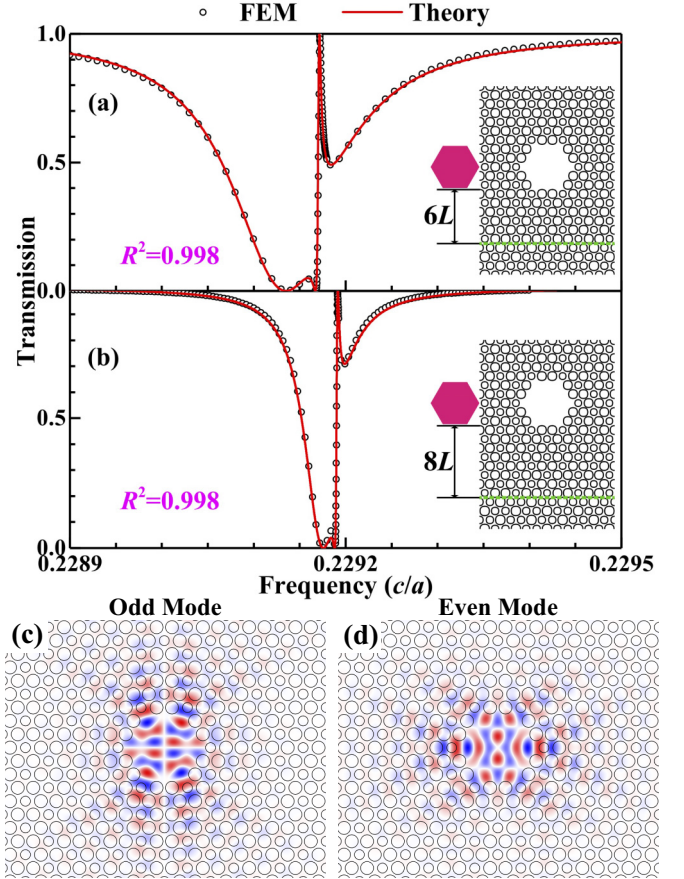 FEM Theory
1.0
(a)
0.5
6L
R²=0.998
Transmission
0.0
(b)
0.5
8L
R²=0.998
0.0
0.2289 0.2292 0.2295
Frequency (c/a)
Odd Mode Even Mode
(c) (d)